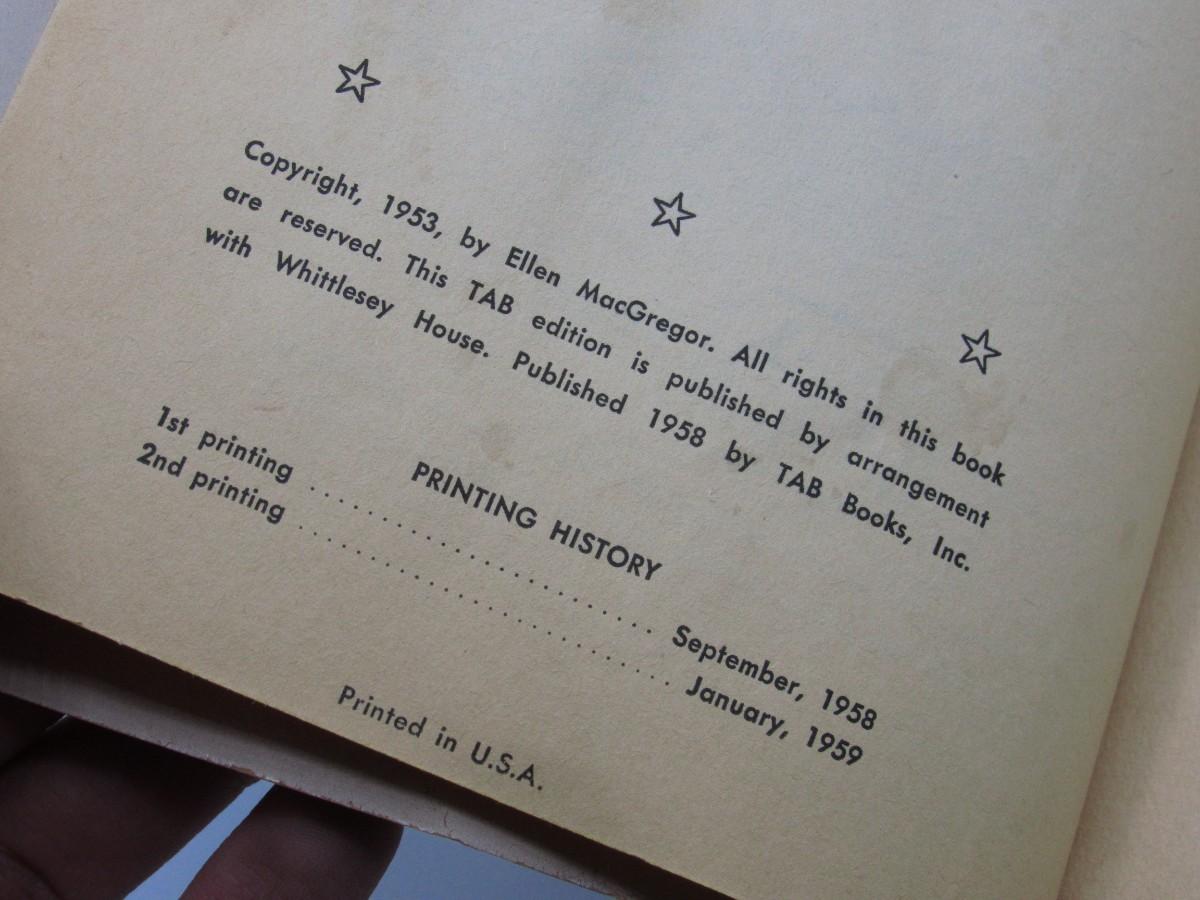 Copyright, 1953, by Ellen MacGregor. All rights in this book
are reserved. This TAB edition is published by arrangement
with Whittlesey House. Published 1958 by TAB Books, Inc.
PRINTING HISTORY
1st printing .............................. September, 1958
2nd printing .............................. January, 1959
Printed in U.S.A.